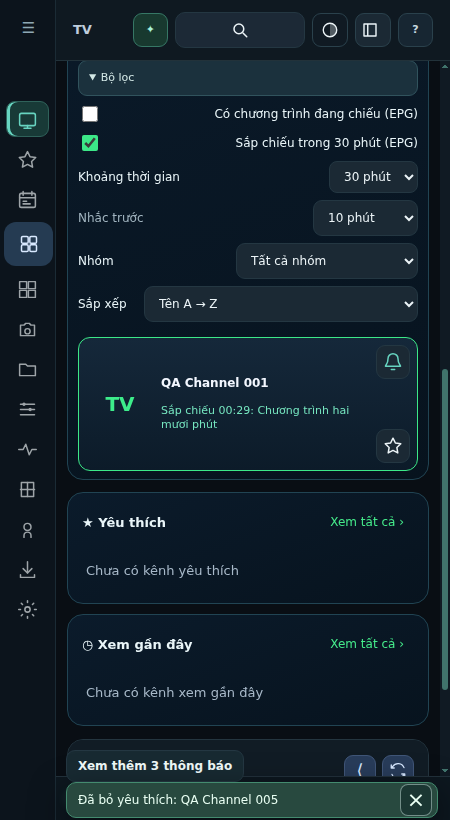 TV
?
▼ Bộ lọc
Có chương trình đang chiếu (EPG)
Sắp chiếu trong 30 phút (EPG)
Khoảng thời gian
30 phút
Nhắc trước
10 phút
Nhóm
Tất cả nhóm
Sắp xếp
Tên A → Z
TV
QA Channel 001
Sắp chiếu 00:29: Chương trình hai
mươi phút
★ Yêu thích
Xem tất cả ›
Chưa có kênh yêu thích
◷ Xem gần đây
Xem tất cả ›
Chưa có kênh xem gần đây
Xem thêm 3 thông báo
Đã bỏ yêu thích: QA Channel 005